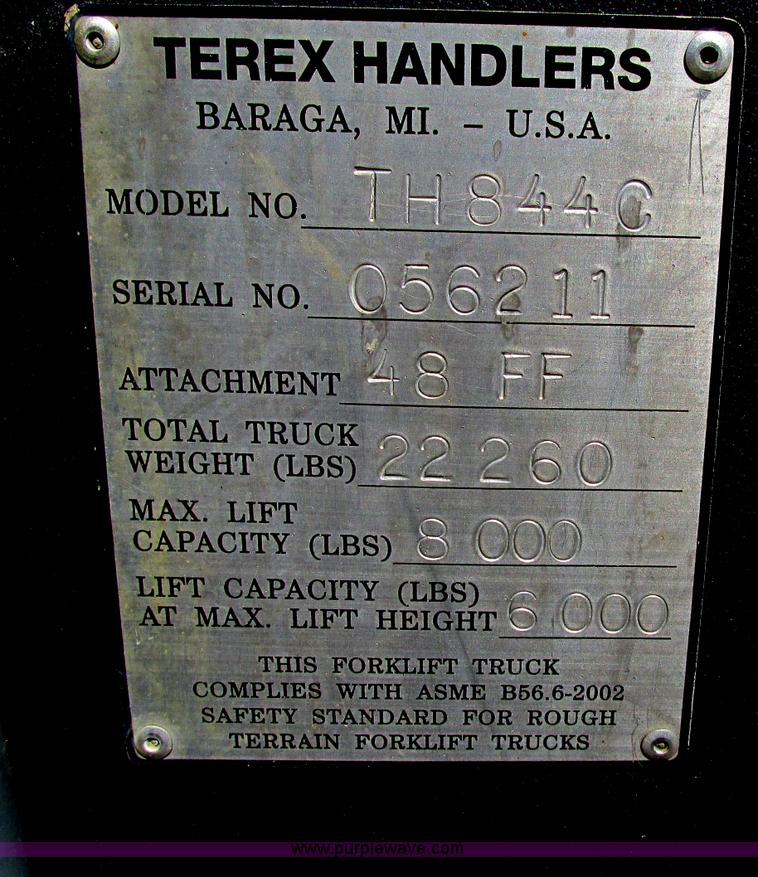 TEREX HANDLERS
BARAGA, MI. - U.S.A.
MODEL NO. TH844C
SERIAL NO. 056211
ATTACHMENT 48 FF
TOTAL TRUCK
WEIGHT (LBS) 22 260
MAX. LIFT
CAPACITY (LBS) 8 000
LIFT CAPACITY (LBS)
AT MAX. LIFT HEIGHT 6 000
THIS FORKLIFT TRUCK
COMPLIES WITH ASME B56.6-2002
SAFETY STANDARD FOR ROUGH
TERRAIN FORKLIFT TRUCKS
www.purplewave.com